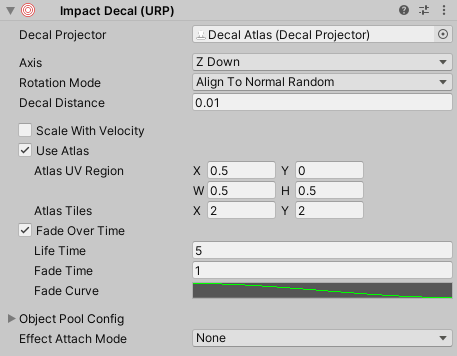 Impact Decal (URP)
Decal Projector Decal Atlas (Decal Projector)
Axis Z Down
Rotation Mode Align To Normal Random
Decal Distance 0.01
Scale With Velocity
Use Atlas
Atlas UV Region X 0.5 Y 0
W 0.5 H 0.5
Atlas Tiles X 2 Y 2
Fade Over Time
Life Time 5
Fade Time 1
Fade Curve
Object Pool Config
Effect Attach Mode None